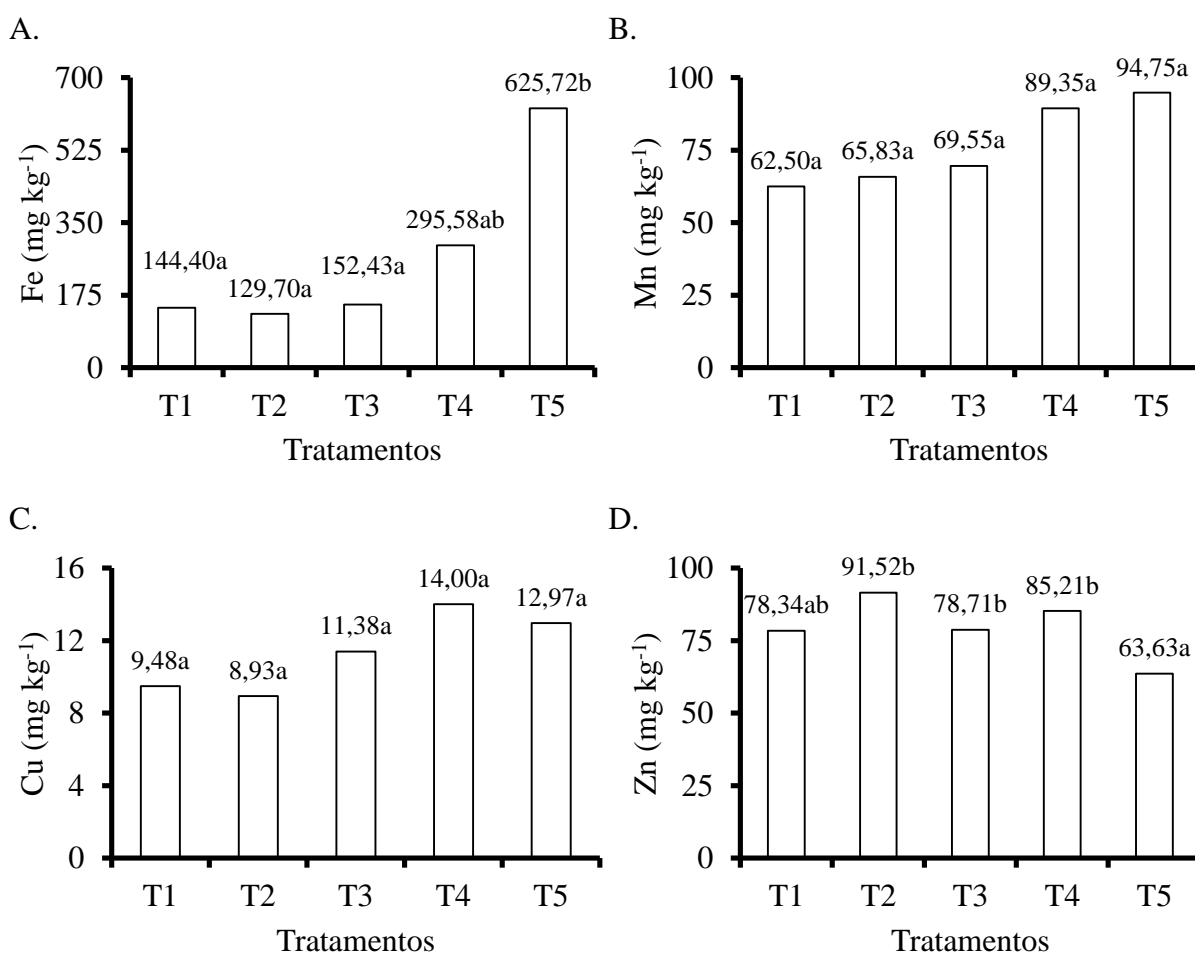 A.
Fe (mg kg-1)
700
525
350
175
0
144,40a
129,70a
152,43a
295,58ab
625,72b
T1 T2 T3 T4 T5
Tratamentos
B.
Mn (mg kg-1)
100
75
50
25
0
62,50a
65,83a
69,55a
89,35a
94,75a
T1 T2 T3 T4 T5
Tratamentos
C.
Cu (mg kg-1)
16
12
8
4
0
9,48a
8,93a
11,38a
14,00a
12,97a
T1 T2 T3 T4 T5
Tratamentos
D.
Zn (mg kg-1)
100
75
50
25
0
78,34ab
91,52b
78,71b
85,21b
63,63a
T1 T2 T3 T4 T5
Tratamentos